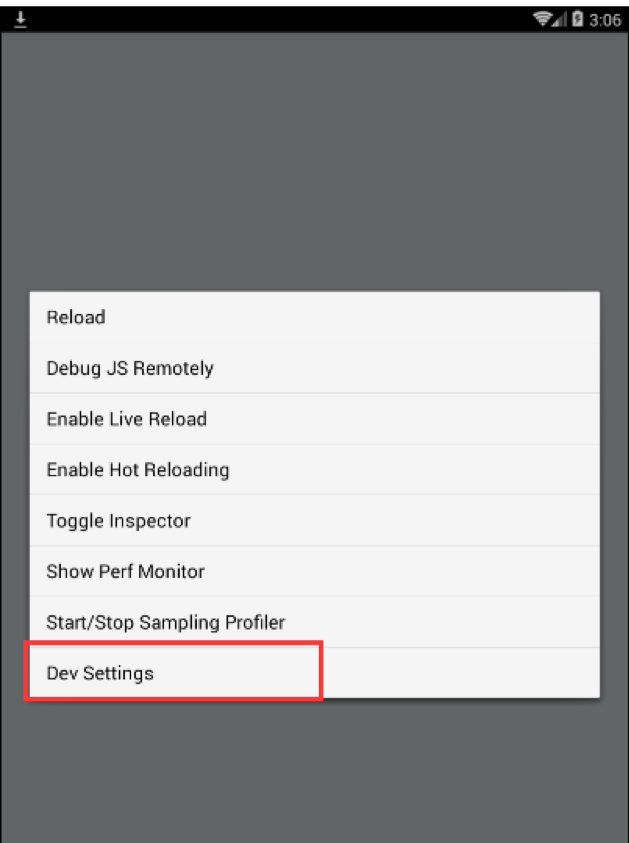 3:06
Reload
Debug JS Remotely
Enable Live Reload
Enable Hot Reloading
Toggle Inspector
Show Perf Monitor
Start/Stop Sampling Profiler
Dev Settings